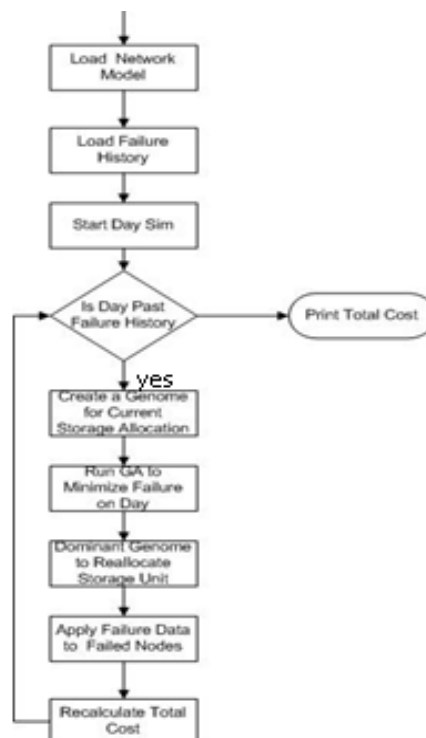 Load Network
Model
Load Failure
History
Start Day Sim
Is Day Past
Failure History
Print Total Cost
yes
Create a Genome
for Current
Storage Allocation
Run GA to
Minimize Failure
on Day
Dominant Genome
to Reallocate
Storage Unit
Apply Failure Data
to Failed Nodes
Recalculate Total
Cost